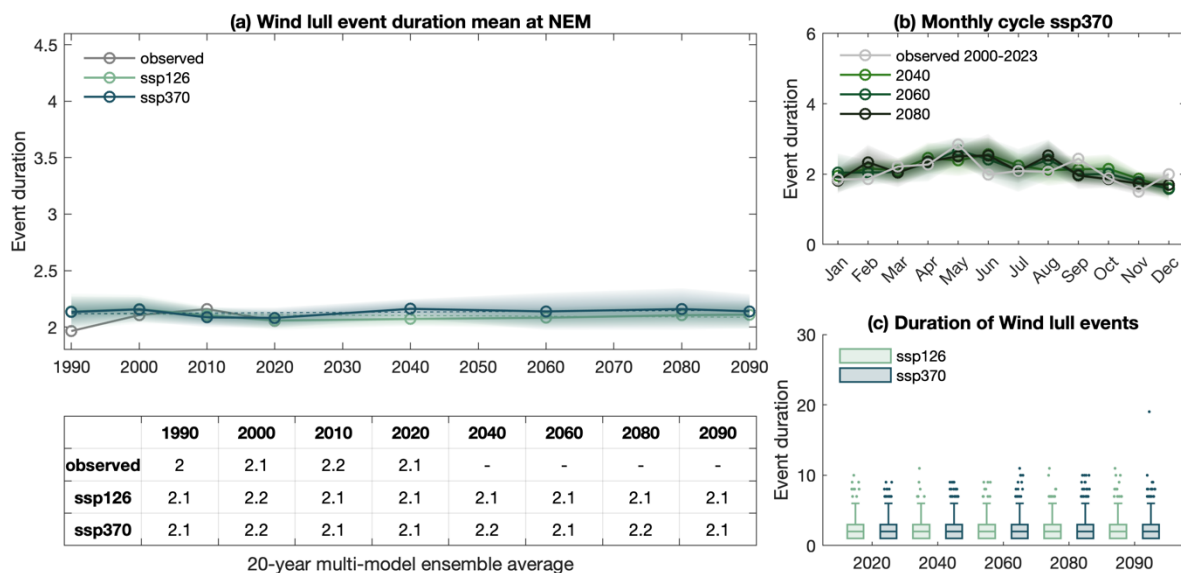 (a) Wind lull event duration mean at NEM
observed
ssp126
ssp370
Event duration
4.5
4
3.5
3
2.5
2
1990 2000 2010 2020 2030 2040 2050 2060 2070 2080 2090
1990 2000 2010 2020 2040 2060 2080 2090
observed 2 2.1 2.2 2.1 - - - -
ssp126 2.1 2.2 2.1 2.1 2.1 2.1 2.1 2.1
ssp370 2.1 2.2 2.1 2.1 2.2 2.1 2.2 2.1
20-year multi-model ensemble average
(b) Monthly cycle ssp370
observed 2000-2023
2040
2060
2080
Event duration
6
4
2
0
Jan Feb Mar Apr May Jun Jul Aug Sep Oct Nov Dec
(c) Duration of Wind lull events
ssp126
ssp370
Event duration
30
20
10
0
2020 2040 2060 2080 2090